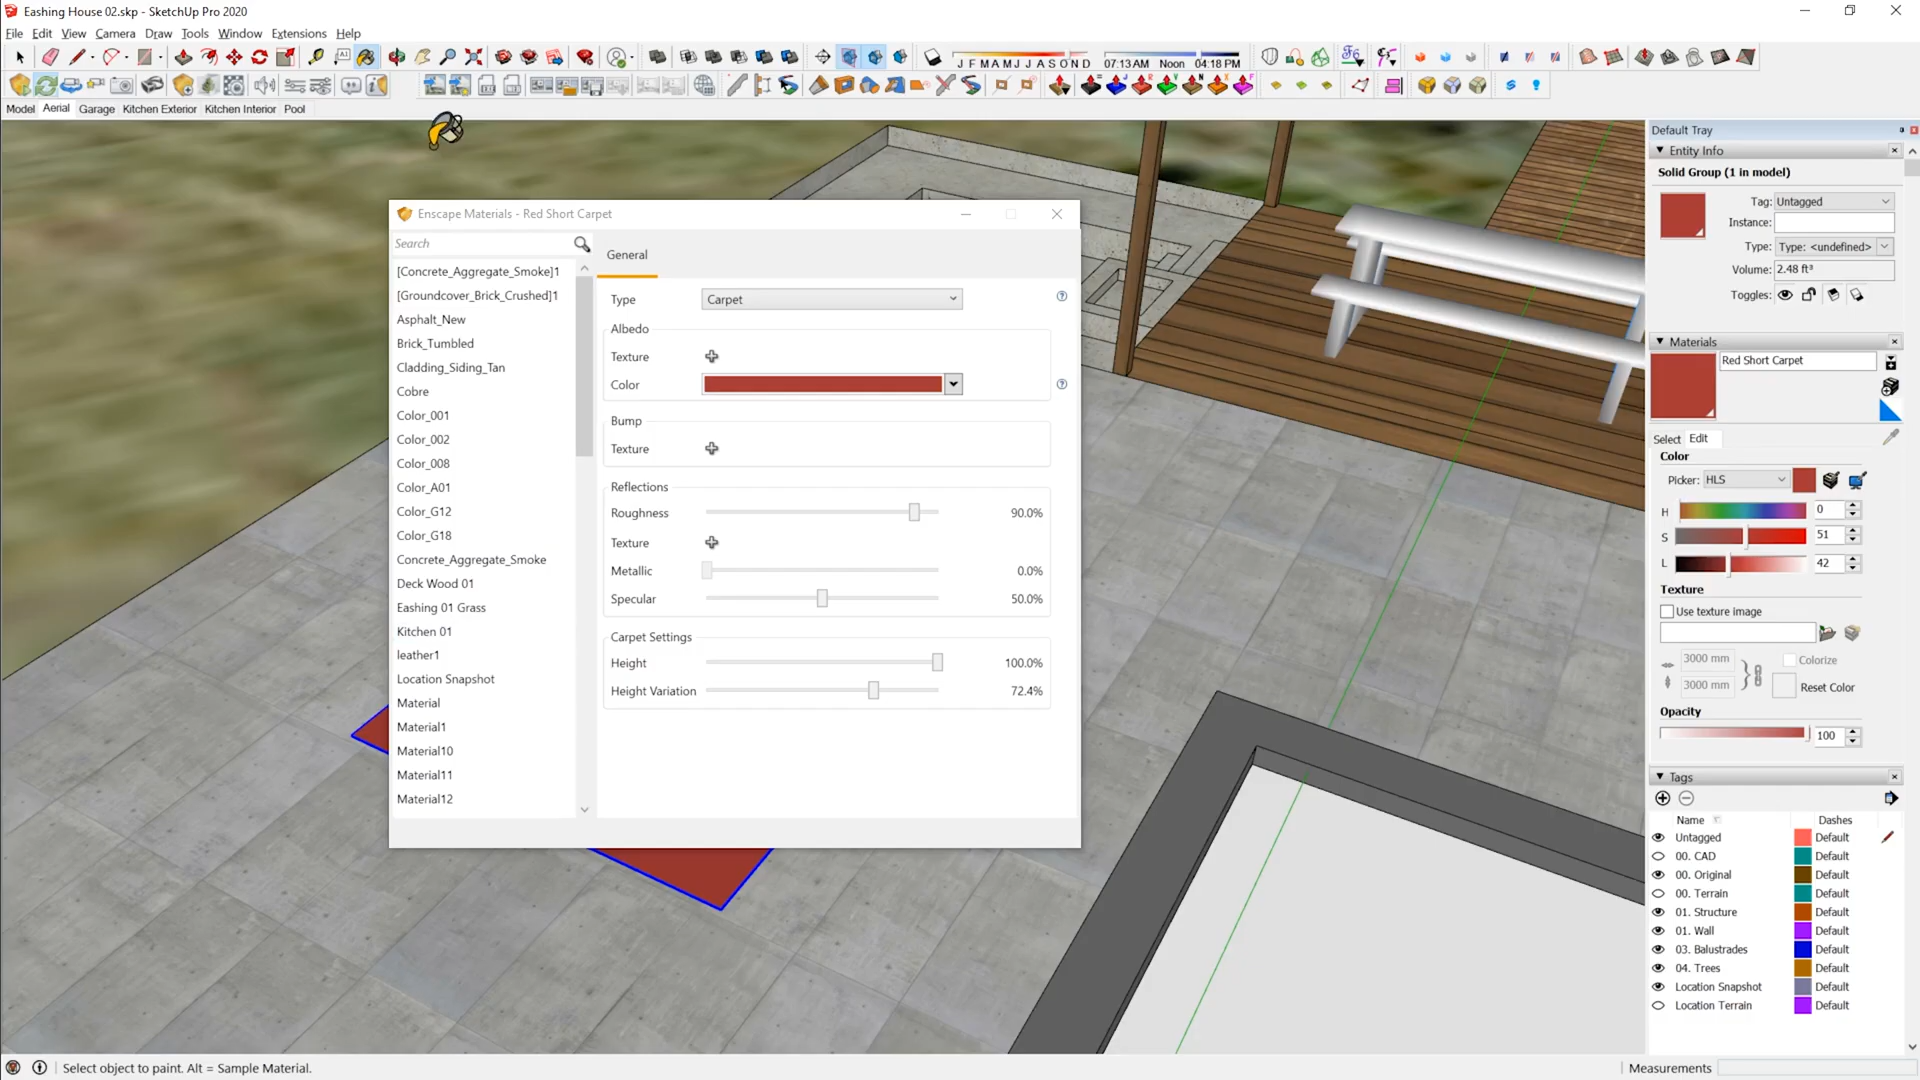 Eashing House 02.skp - SketchUp Pro 2020
File Edit View Camera Draw Tools Window Extensions Help
J F M A M J J A S O N D 07:13 AM Noon 04:18 PM
Model Aerial Garage Kitchen Exterior Kitchen Interior Pool
Enscape Materials - Red Short Carpet
Search
[Concrete_Aggregate_Smoke]1
[Groundcover_Brick_Crushed]1
Asphalt_New
Brick_Tumbled
Cladding_Siding_Tan
Cobre
Color_001
Color_002
Color_008
Color_A01
Color_G12
Color_G18
Concrete_Aggregate_Smoke
Deck Wood 01
Eashing 01 Grass
Kitchen 01
leather1
Location Snapshot
Material
Material1
Material10
Material11
Material12
General
Type Carpet
Albedo
Texture
Color
Bump
Texture
Reflections
Roughness 90.0%
Texture
Metallic 0.0%
Specular 50.0%
Carpet Settings
Height 100.0%
Height Variation 72.4%
Default Tray
Entity Info
Solid Group (1 in model)
Tag: Untagged
Instance:
Type: Type: <undefined>
Volume: 2.48 ft³
Toggles:
Materials
Red Short Carpet
Select Edit
Color
Picker: HLS
H 0
S 51
L 42
Texture
Use texture image
3000 mm Colorize
3000 mm Reset Color
Opacity
100
Tags
Name Dashes
Untagged Default
00. CAD Default
00. Original Default
00. Terrain Default
01. Structure Default
01. Wall Default
03. Balustrades Default
04. Trees Default
Location Snapshot Default
Location Terrain Default
Select object to paint. Alt = Sample Material.
Measurements